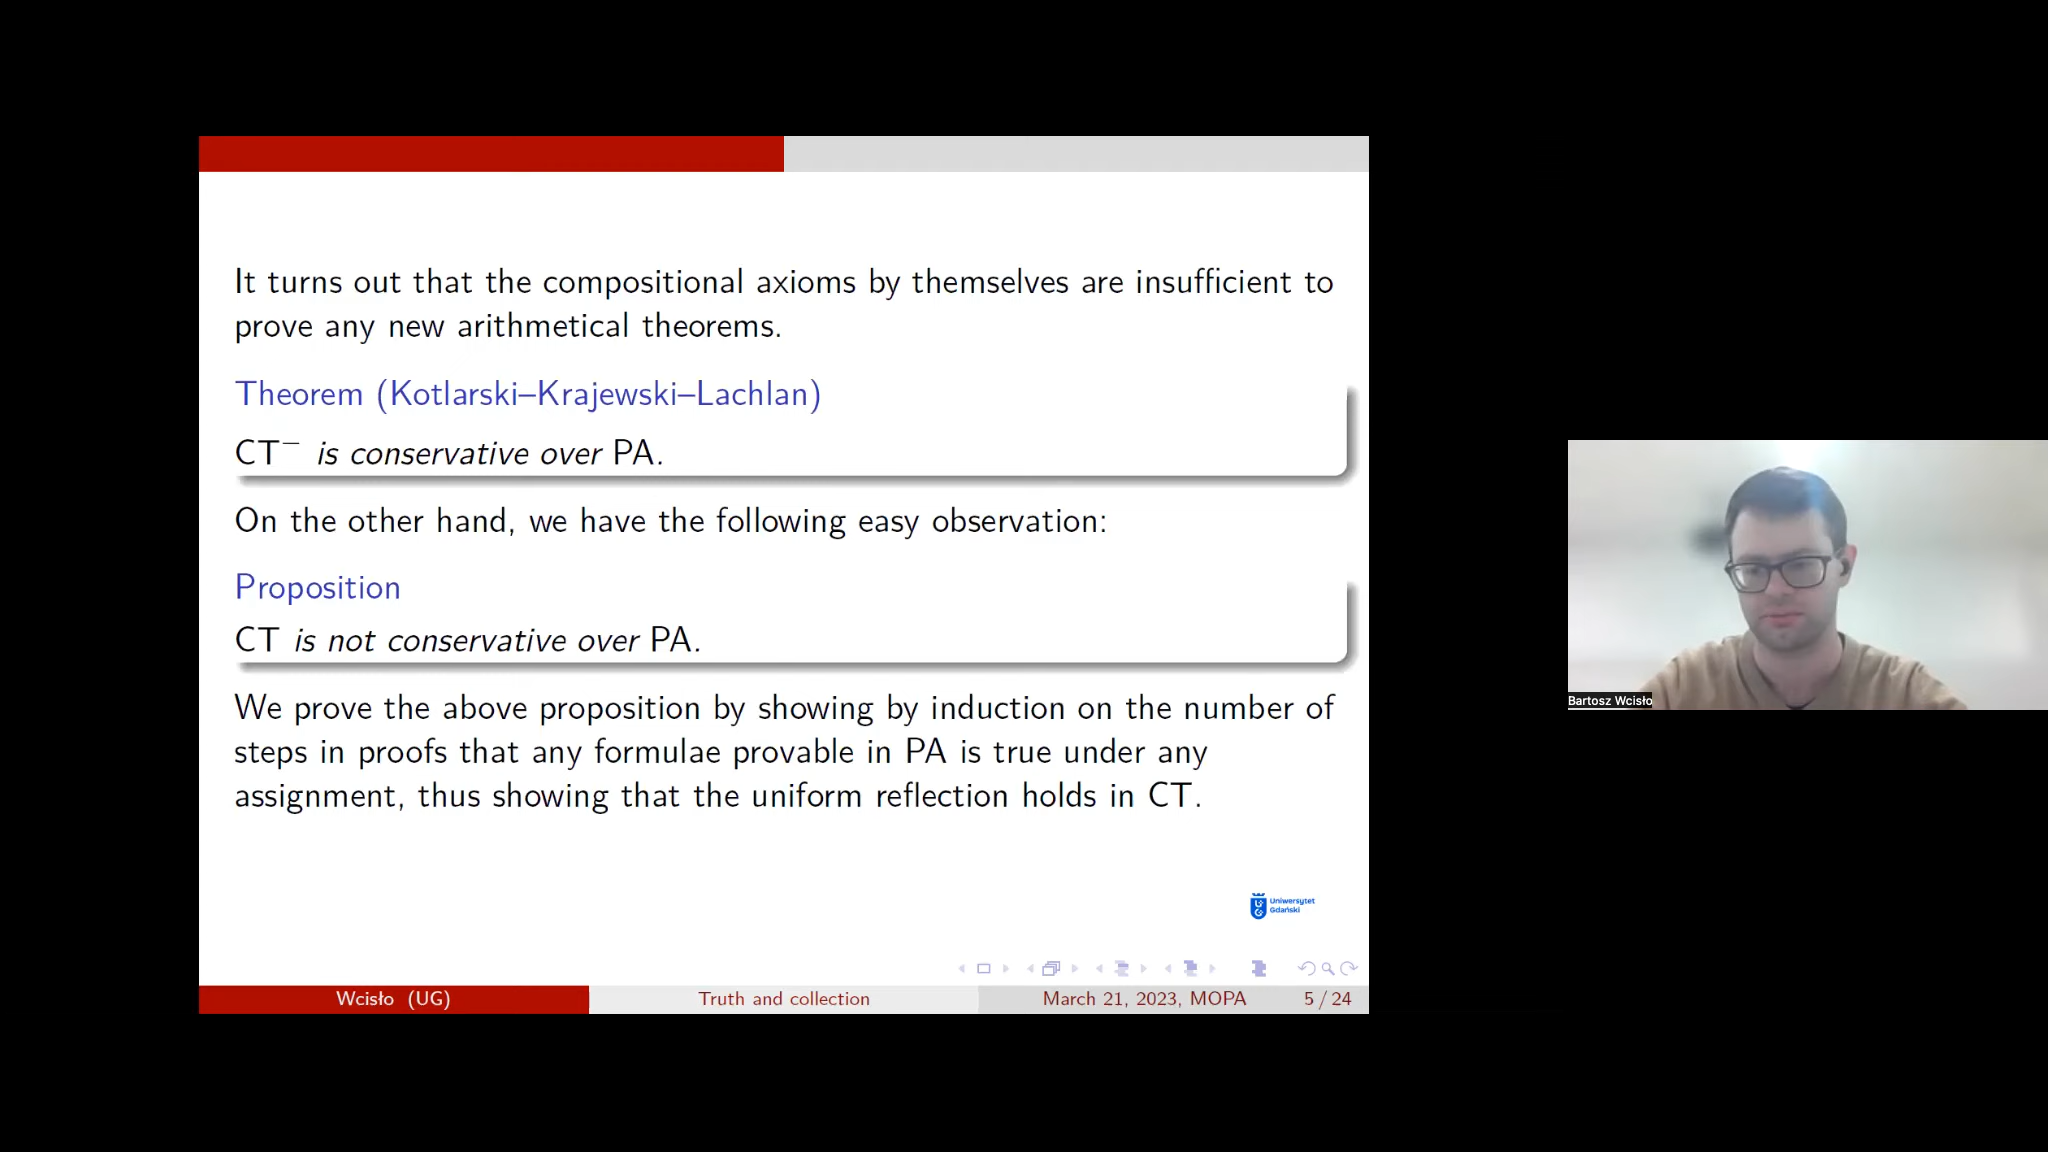 It turns out that the compositional axioms by themselves are insufficient to
prove any new arithmetical theorems.
Theorem (Kotlarski–Krajewski–Lachlan)
CT⁻ is conservative over PA.
On the other hand, we have the following easy observation:
Proposition
CT is not conservative over PA.
We prove the above proposition by showing by induction on the number of
steps in proofs that any formulae provable in PA is true under any
assignment, thus showing that the uniform reflection holds in CT.
Uniwersytet
Gdański
Wcisło (UG) Truth and collection March 21, 2023, MOPA 5 / 24
Bartosz Wcisło